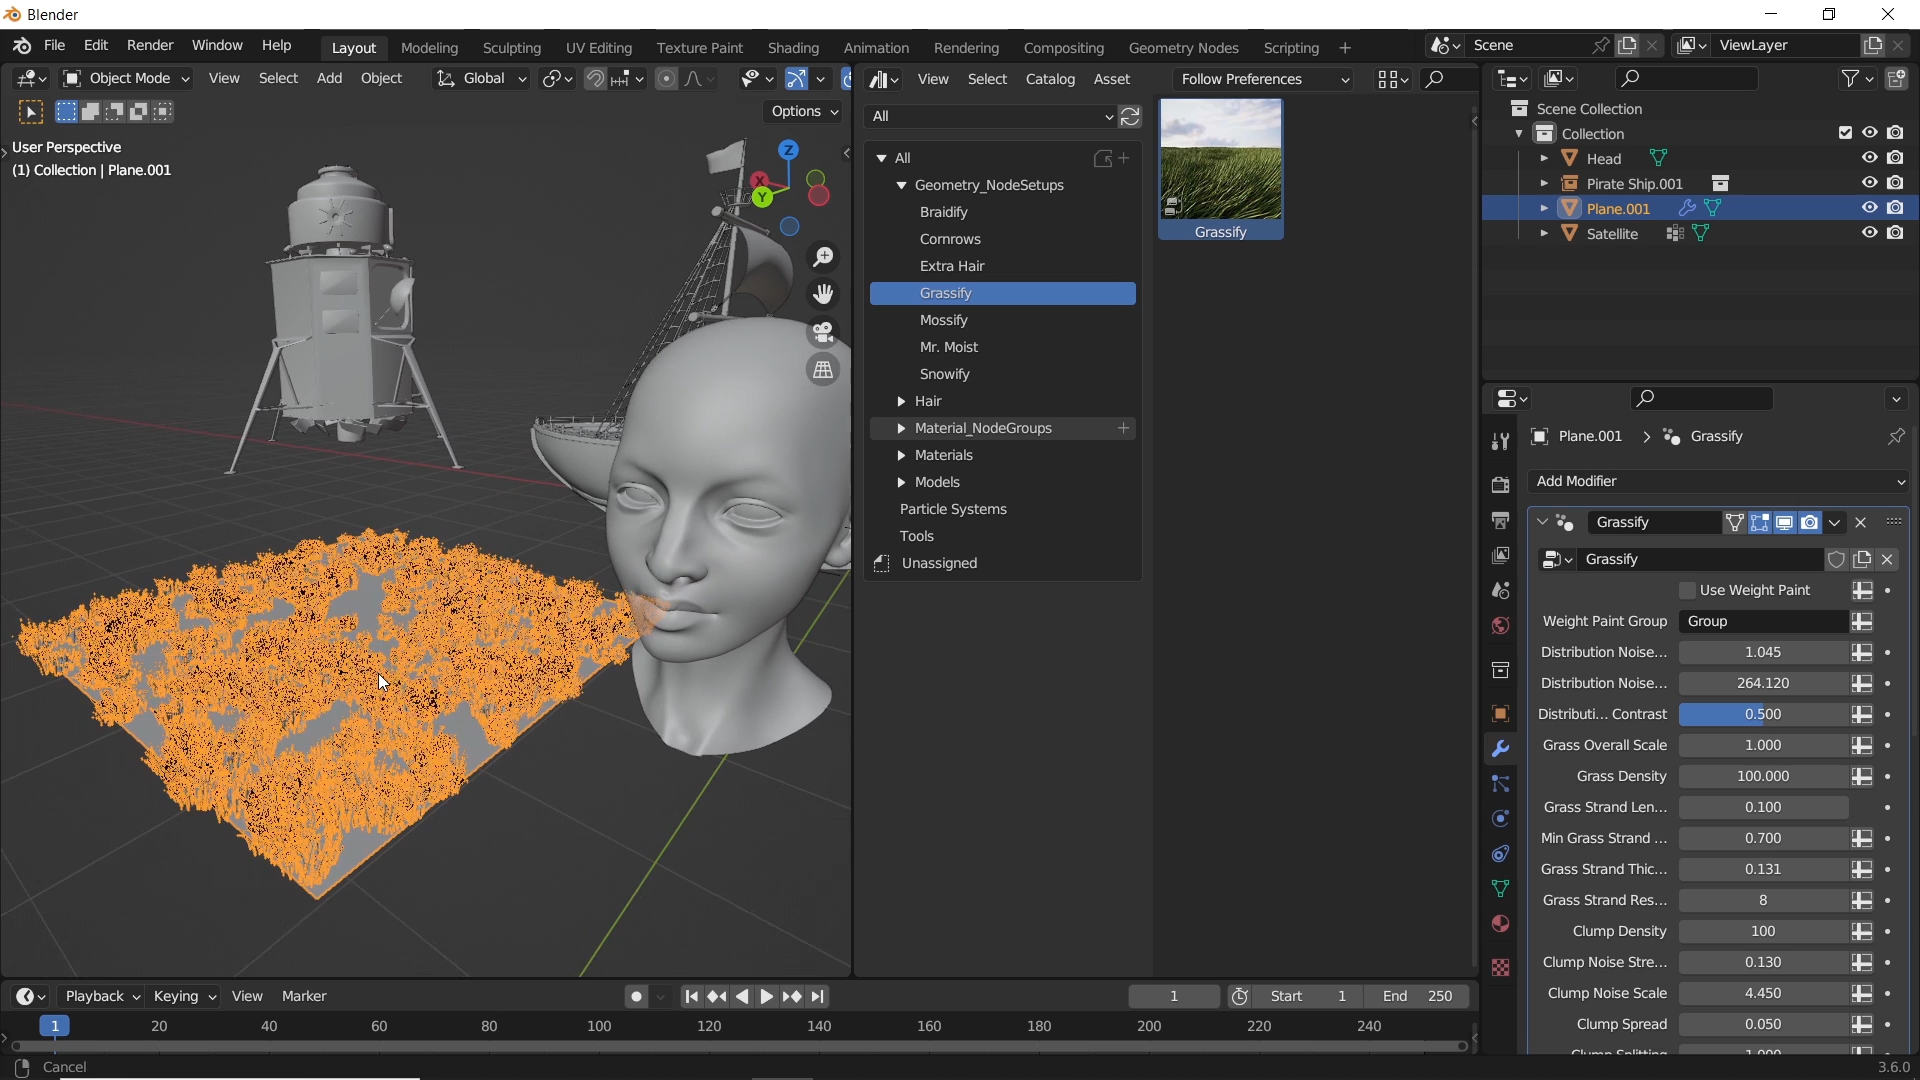 Blender
File Edit Render Window Help
Layout Modeling Sculpting UV Editing Texture Paint Shading Animation Rendering Compositing Geometry Nodes Scripting +
Scene ViewLayer
Object Mode View Select Add Object Global
View Select Catalog Asset Follow Preferences
Options
User Perspective
(1) Collection | Plane.001
Z
X
Y
All
All
Geometry_NodeSetups
Braidify
Cornrows
Extra Hair
Grassify
Mossify
Mr. Moist
Snowify
Hair
Material_NodeGroups
Materials
Models
Particle Systems
Tools
Unassigned
Grassify
Scene Collection
Collection
Head
Pirate Ship.001
Plane.001
Satellite
Plane.001 > Grassify
Add Modifier
Grassify
Grassify
Use Weight Paint
Weight Paint Group Group
Distribution Noise... 1.045
Distribution Noise... 264.120
Distributi... Contrast 0.500
Grass Overall Scale 1.000
Grass Density 100.000
Grass Strand Len... 0.100
Min Grass Strand ... 0.700
Grass Strand Thic... 0.131
Grass Strand Res... 8
Clump Density 100
Clump Noise Stre... 0.130
Clump Noise Scale 4.450
Clump Spread 0.050
Clump Splitting 1.000
Playback Keying View Marker
1 Start 1 End 250
1 20 40 60 80 100 120 140 160 180 200 220 240
Cancel
3.6.0